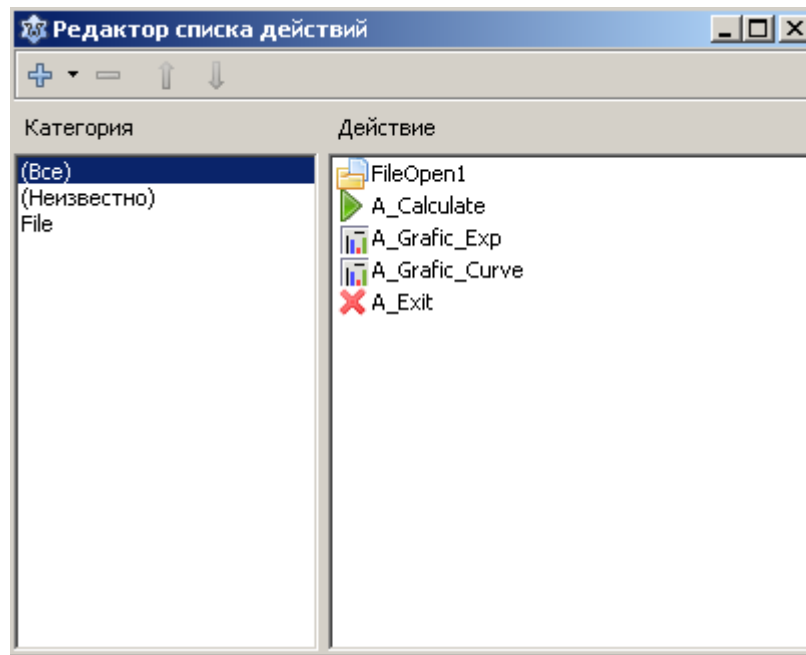 Редактор списка действий
Категория
Действие
(Все)
(Неизвестно)
File
FileOpen1
A_Calculate
A_Grafic_Exp
A_Grafic_Curve
A_Exit